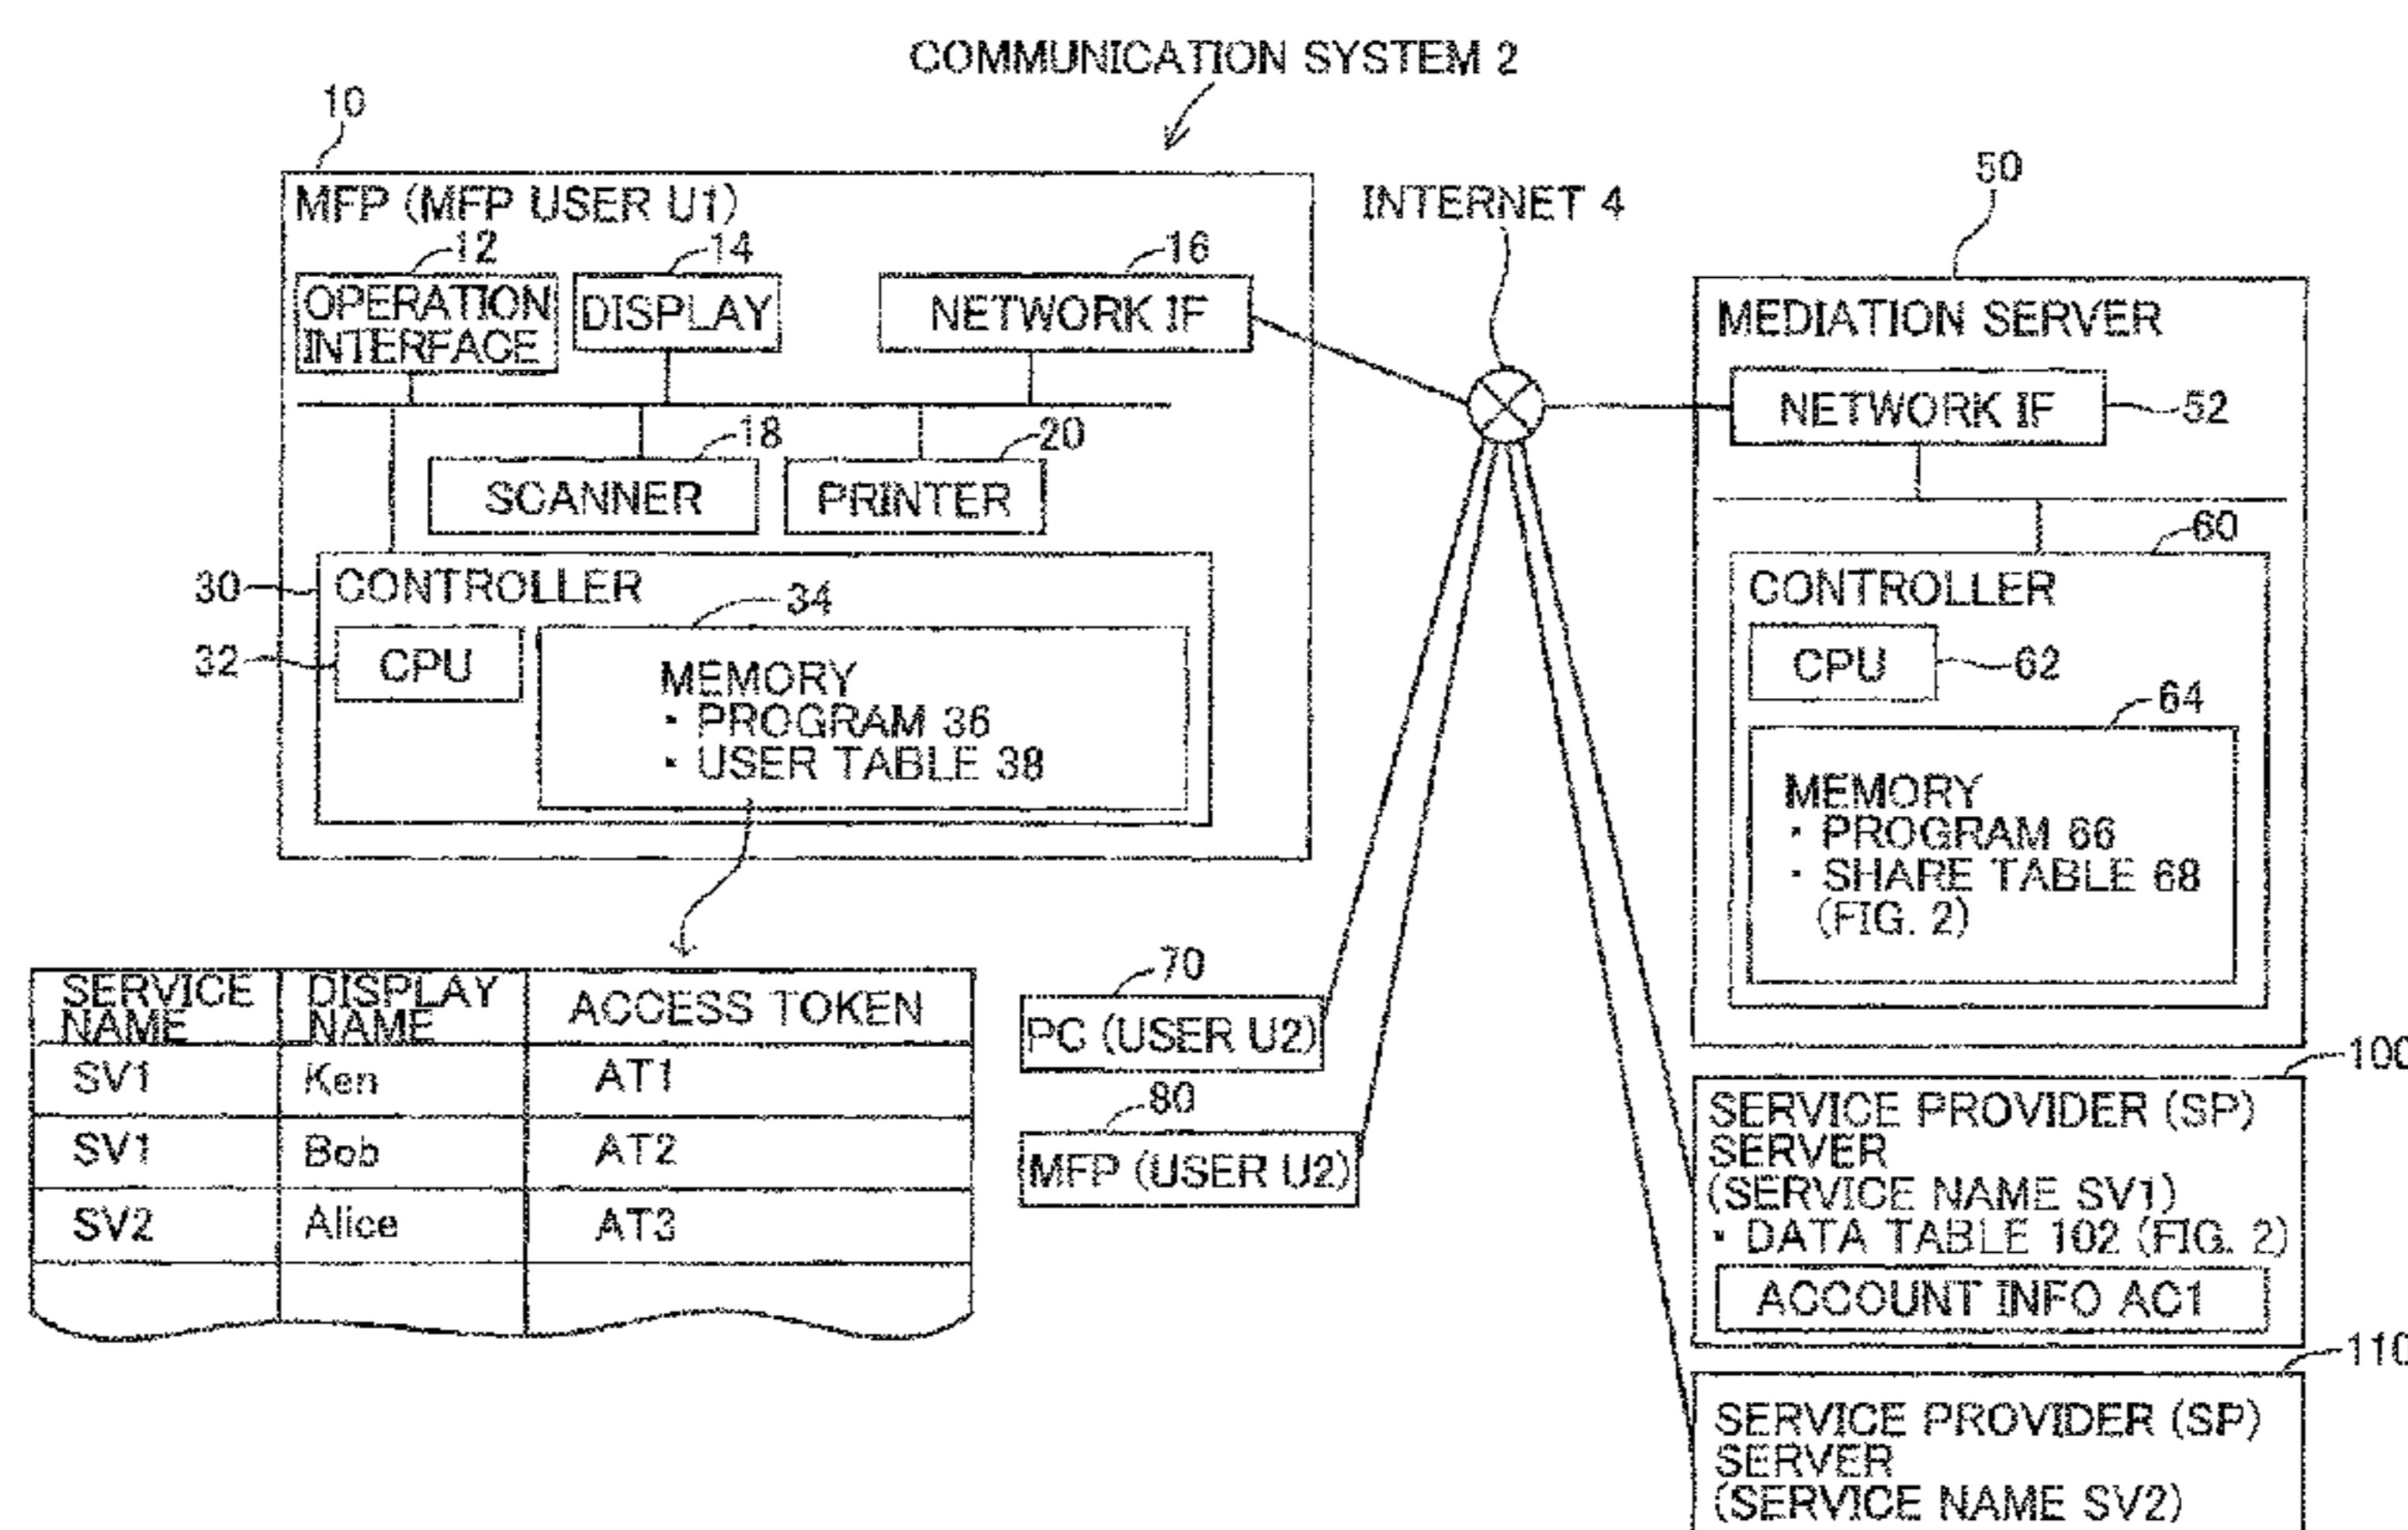 COMMUNICATION SYSTEM 2
10
MFP (MFP USER U1)
12
14
16
OPERATION
INTERFACE
DISPLAY
NETWORK IF
18
20
SCANNER
PRINTER
30
CONTROLLER
34
32
CPU
MEMORY
· PROGRAM 36
· USER TABLE 38
INTERNET 4
50
MEDIATION SERVER
NETWORK IF
52
60
CONTROLLER
CPU
62
64
MEMORY
· PROGRAM 66
· SHARE TABLE 68
(FIG. 2)
SERVICE NAME DISPLAY NAME ACCESS TOKEN
SV1 Ken AT1
SV1 Bob AT2
SV2 Alice AT3
70
PC (USER U2)
80
MFP (USER U2)
100
SERVICE PROVIDER (SP)
SERVER
(SERVICE NAME SV1)
· DATA TABLE 102 (FIG. 2)
ACCOUNT INFO AC1
110
SERVICE PROVIDER (SP)
SERVER
(SERVICE NAME SV2)